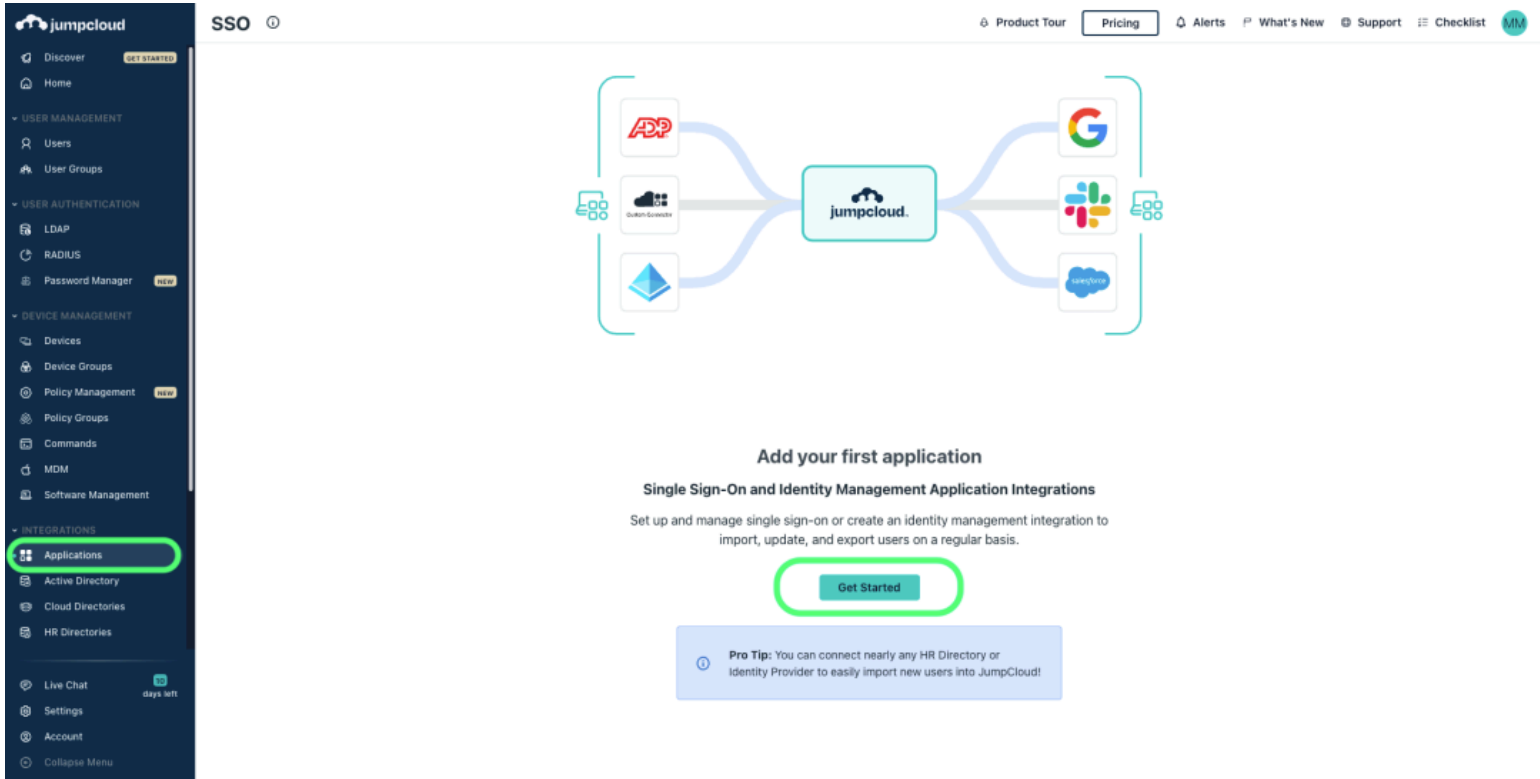 jumpcloud
Discover GET STARTED
Home
USER MANAGEMENT
Users
User Groups
USER AUTHENTICATION
LDAP
RADIUS
Password Manager NEW
DEVICE MANAGEMENT
Devices
Device Groups
Policy Management NEW
Policy Groups
Commands
MDM
Software Management
INTEGRATIONS
Applications
Active Directory
Cloud Directories
HR Directories
Live Chat 10 days left
Settings
Account
Collapse Menu
SSO
Product Tour Pricing Alerts What's New Support Checklist MM
ADP
Custom Connector
jumpcloud.
salesforce
Add your first application
Single Sign-On and Identity Management Application Integrations
Set up and manage single sign-on or create an identity management integration to
import, update, and export users on a regular basis.
Get Started
Pro Tip: You can connect nearly any HR Directory or
Identity Provider to easily import new users into JumpCloud!